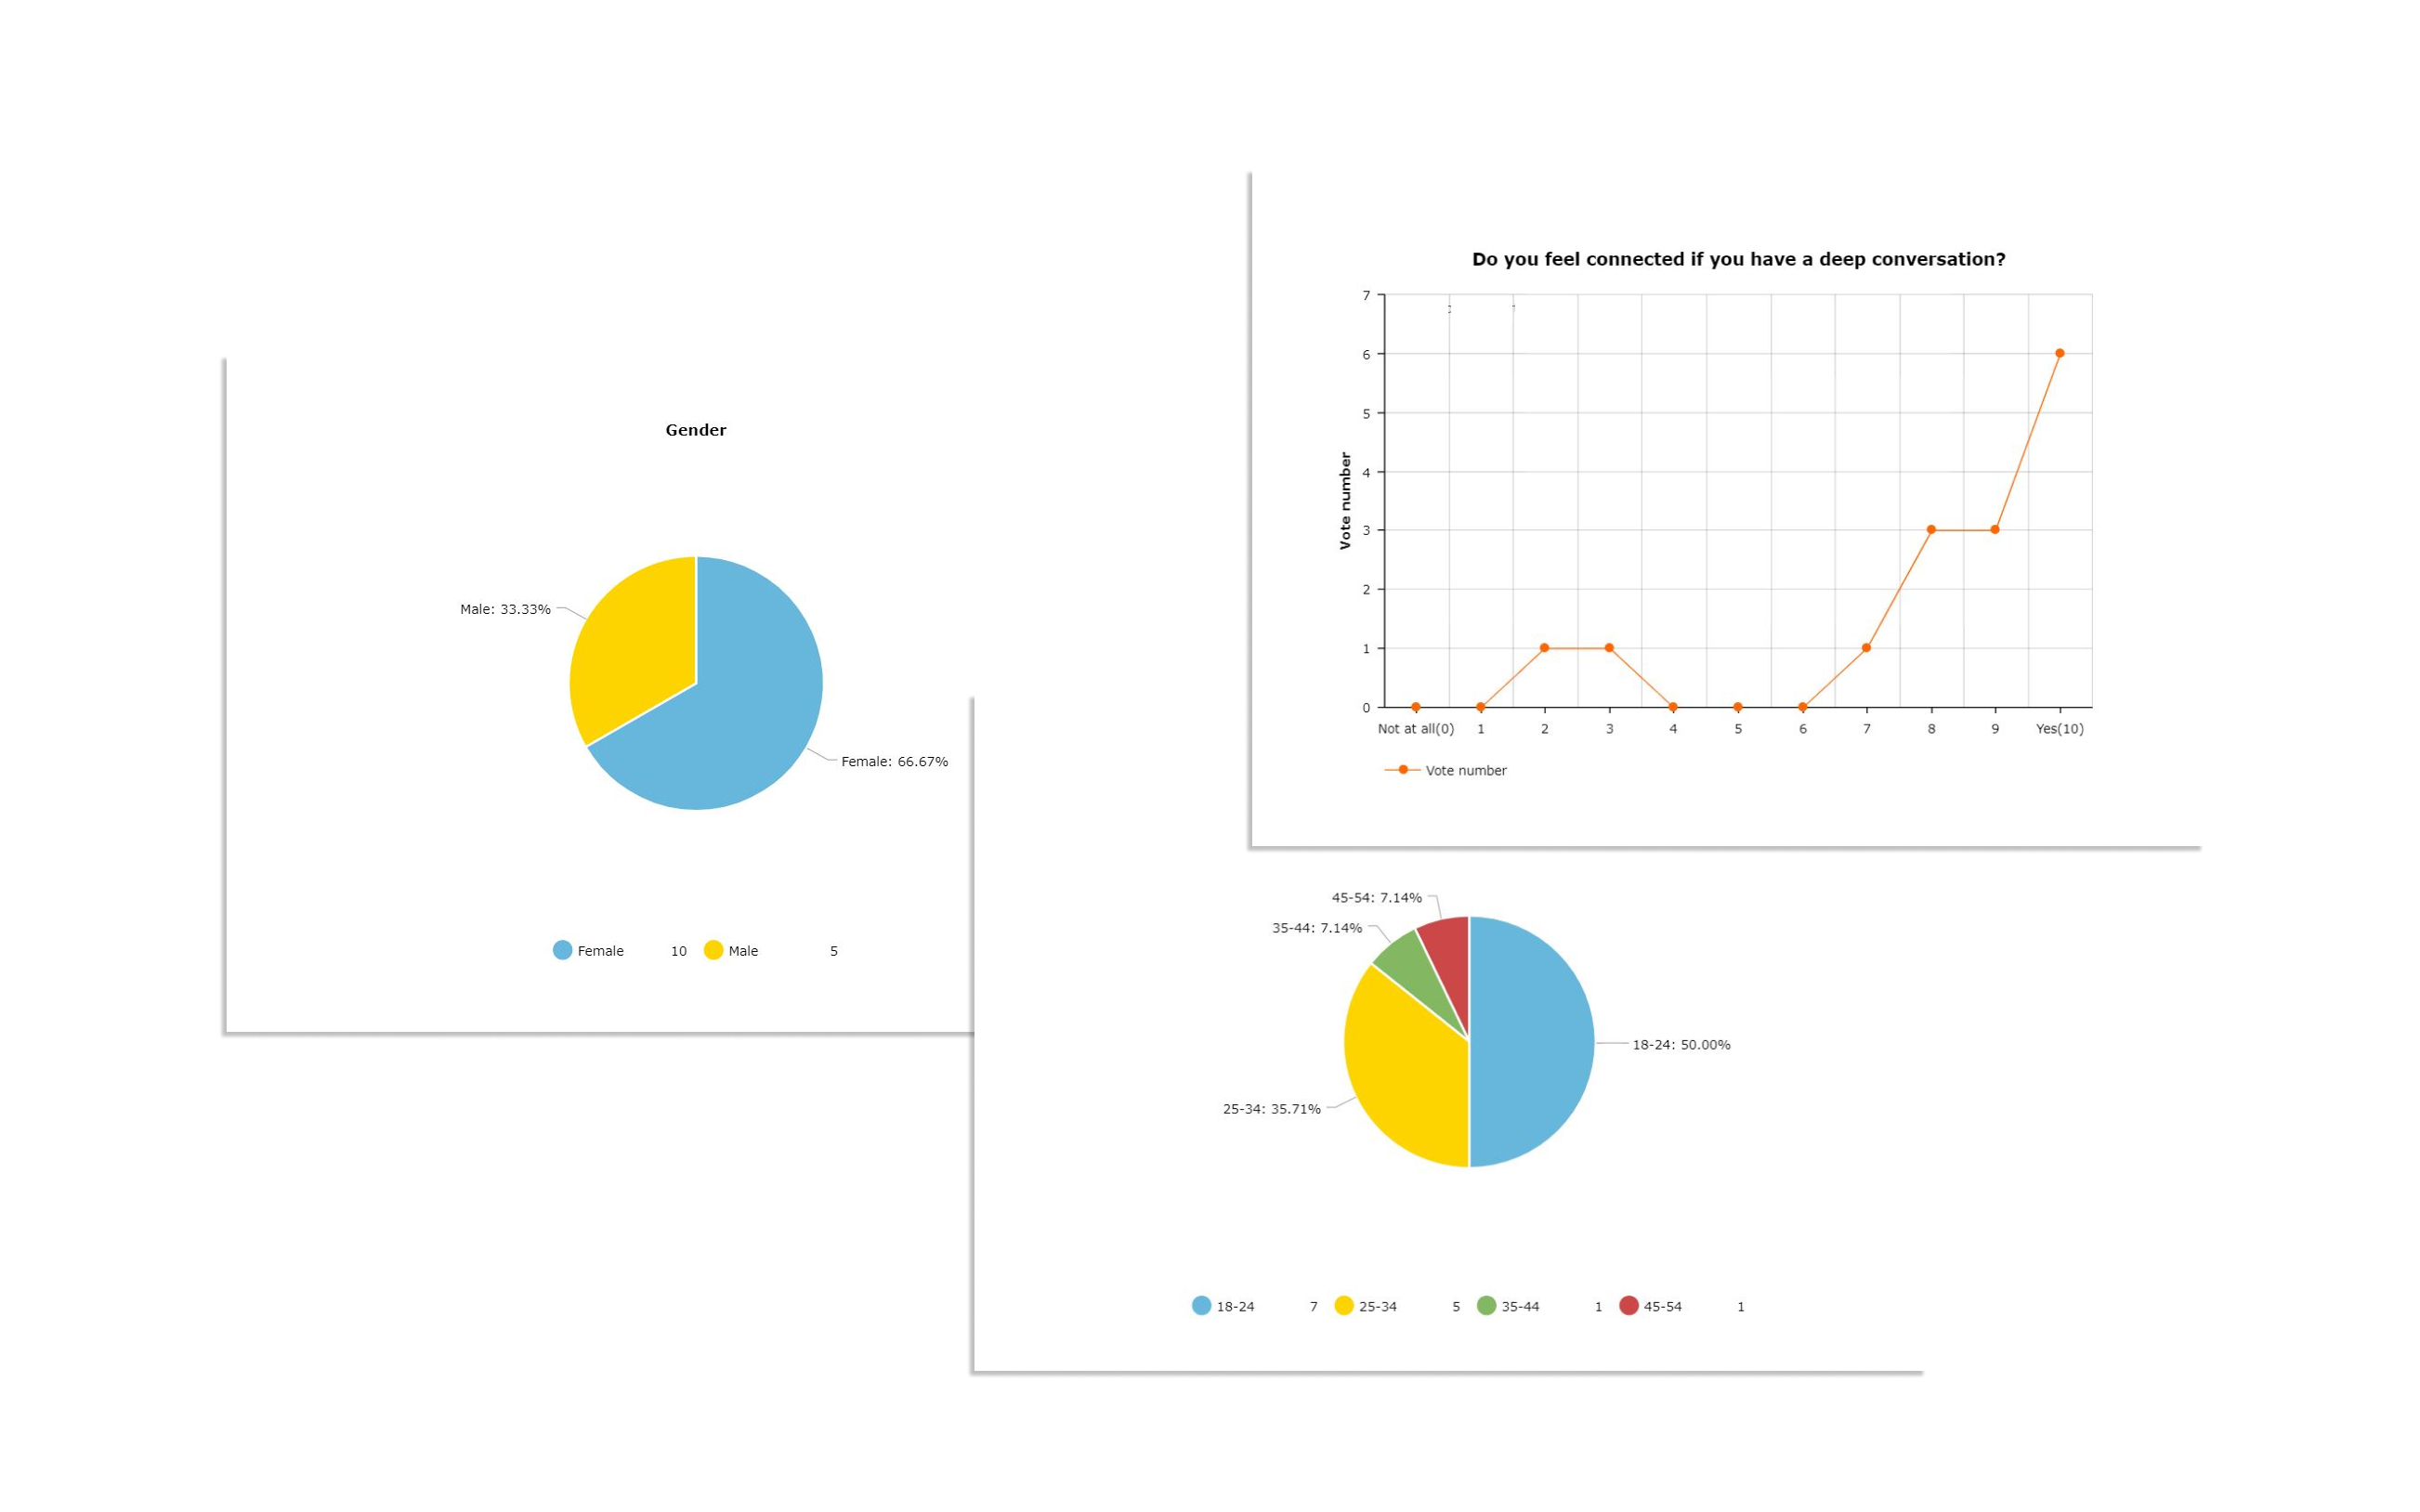 Gender
Male: 33.33%
Female: 66.67%
Female 10 Male 5
Do you feel connected if you have a deep conversation?
Vote number
7
6
5
4
3
2
1
0
Not at all(0) 1 2 3 4 5 6 7 8 9 Yes(10)
Vote number
45-54: 7.14%
35-44: 7.14%
18-24: 50.00%
25-34: 35.71%
18-24 7 25-34 5 35-44 1 45-54 1